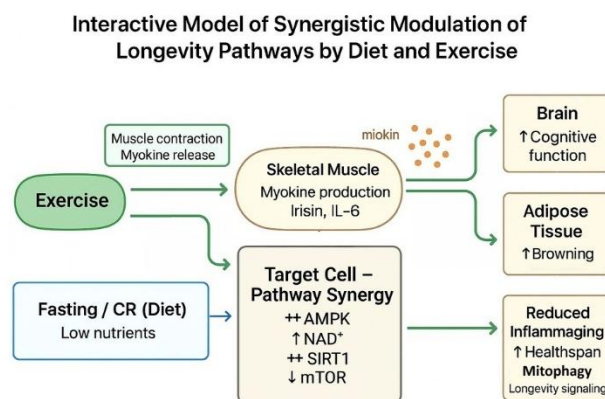 Interactive Model of Synergistic Modulation of
Longevity Pathways by Diet and Exercise
Muscle contraction
Myokine release
Exercise
Skeletal Muscle
Myokine production
Irisin, IL-6
miokin
Brain
↑ Cognitive
function
Adipose
Tissue
↑ Browning
Fasting / CR (Diet)
Low nutrients
Target Cell –
Pathway Synergy
++ AMPK
↑ NAD⁺
++ SIRT1
↓ mTOR
Reduced
Inflammaging
↑ Healthspan
Mitophagy
Longevity signaling